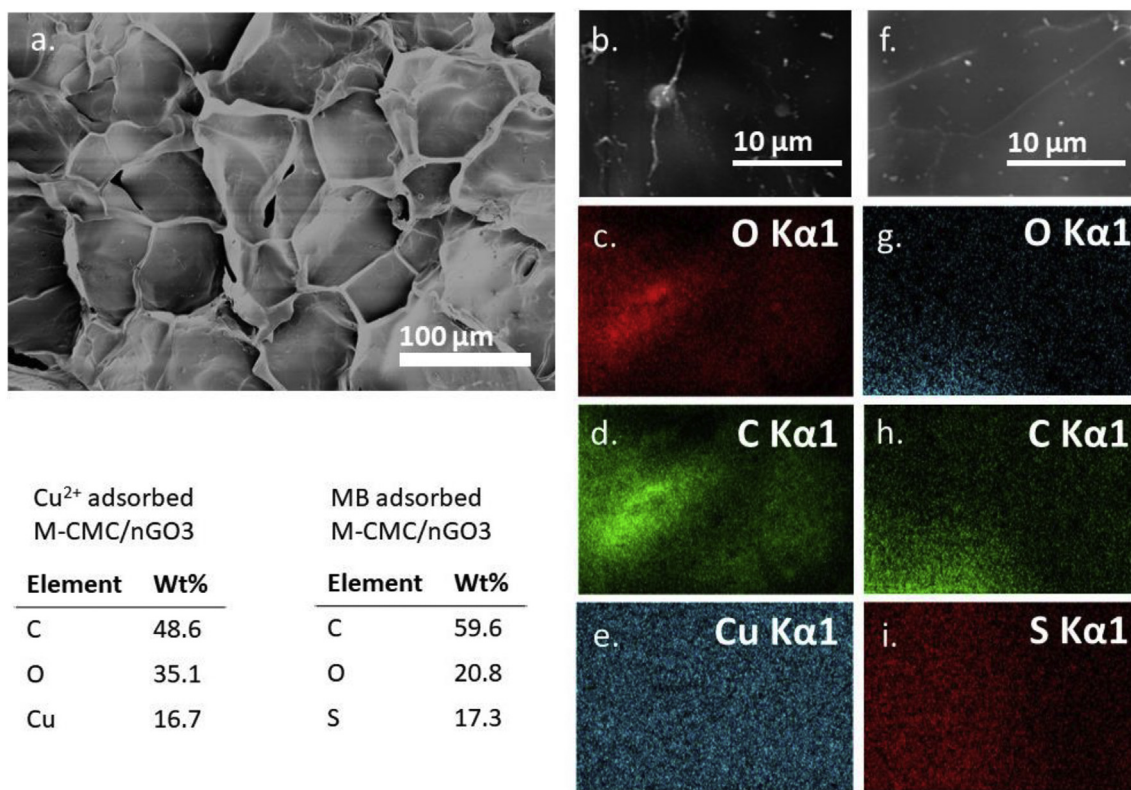 a.
100 µm
b.
10 µm
f.
10 µm
c.
O Kα1
g.
O Kα1
d.
C Kα1
h.
C Kα1
e.
Cu Kα1
i.
S Kα1
Cu²⁺ adsorbed
M-CMC/nGO3
Element Wt%
C 48.6
O 35.1
Cu 16.7
MB adsorbed
M-CMC/nGO3
Element Wt%
C 59.6
O 20.8
S 17.3